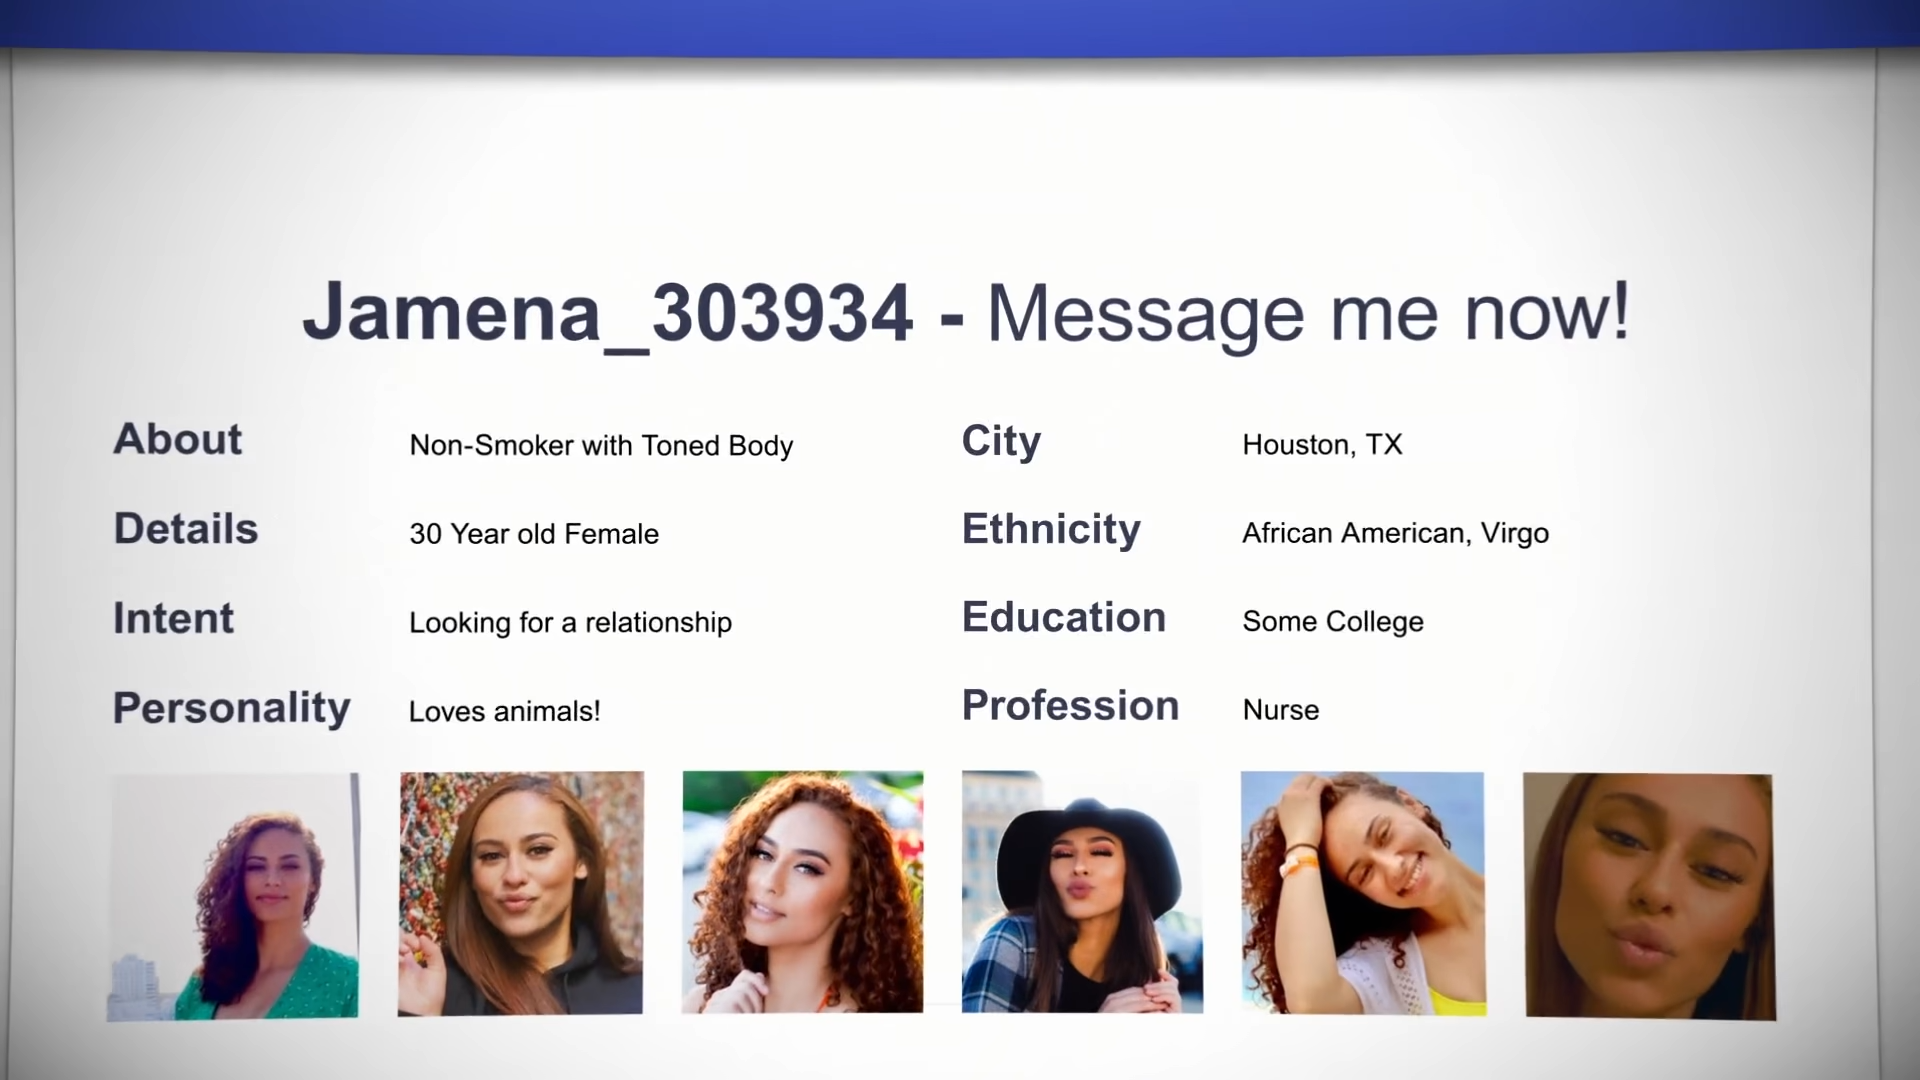 Jamena_303934 - Message me now!
About Non-Smoker with Toned Body
Details 30 Year old Female
Intent Looking for a relationship
Personality Loves animals!
City Houston, TX
Ethnicity African American, Virgo
Education Some College
Profession Nurse